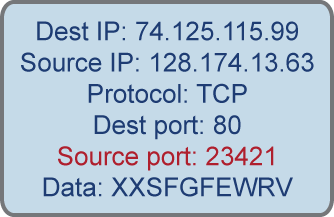 Dest IP: 74.125.115.99
Source IP: 128.174.13.63
Protocol: TCP
Dest port: 80
Source port: 23421
Data: XXSFGFEWRV